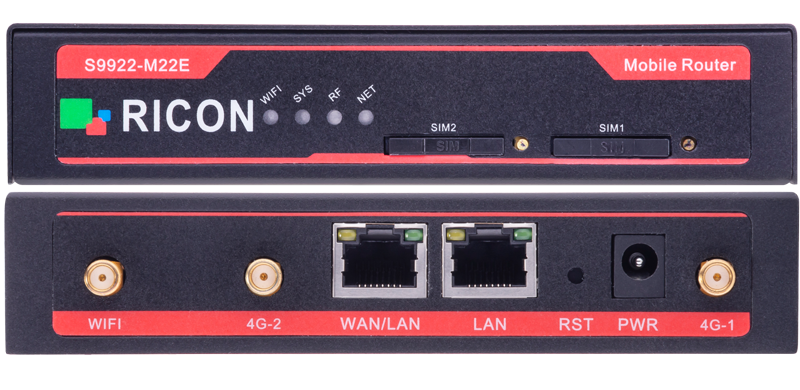 S9922-M22E
Mobile Router
RICON
WIFI
SYS
RF
NET
SIM2
SIM1
SIM
SIM
WIFI
4G-2
WAN/LAN
LAN
RST
PWR
4G-1